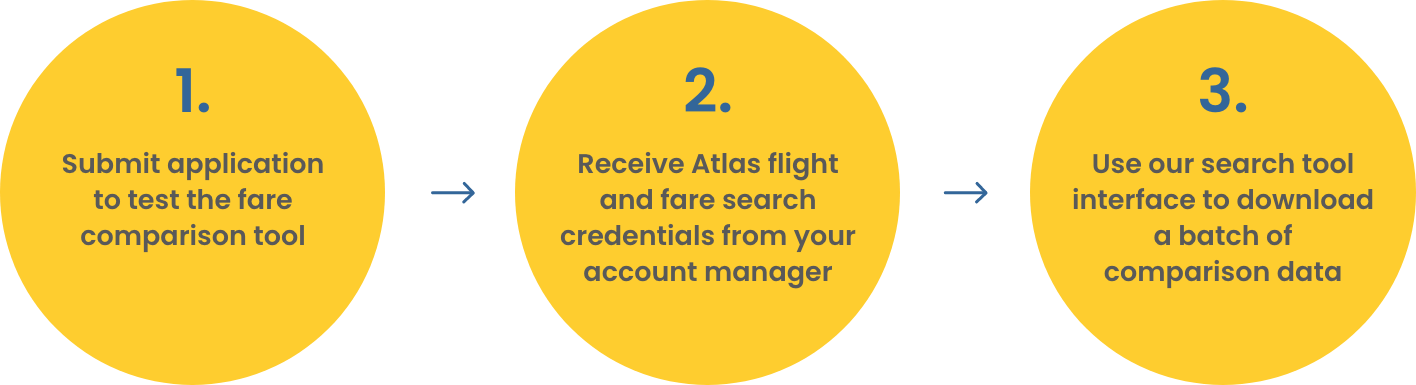 1.
Submit application
to test the fare
comparison tool
2.
Receive Atlas flight
and fare search
credentials from your
account manager
3.
Use our search tool
interface to download
a batch of
comparison data